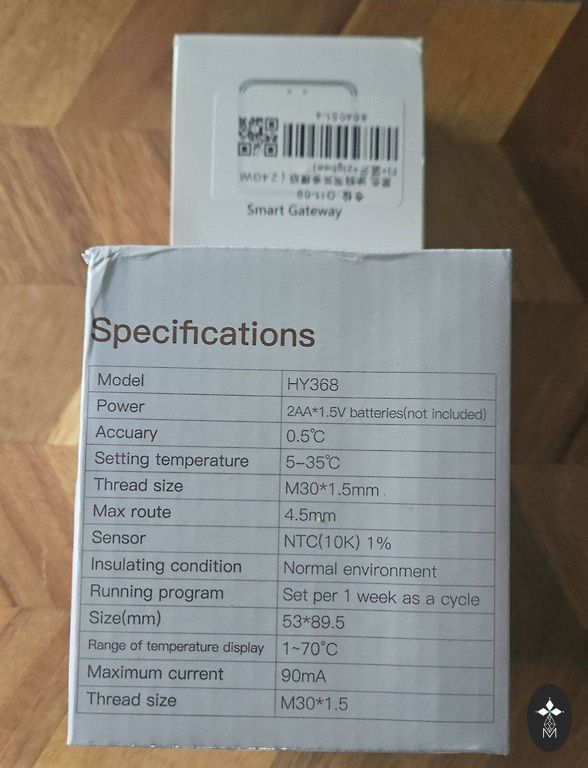 864051-4
Smart Gateway
Specifications
Model HY368
Power 2AA*1.5V batteries(not included)
Accuary 0.5℃
Setting temperature 5-35℃
Thread size M30*1.5mm
Max route 4.5mm
Sensor NTC(10K) 1%
Insulating condition Normal environment
Running program Set per 1 week as a cycle
Size(mm) 53*89.5
Range of temperature display 1~70℃
Maximum current 90mA
Thread size M30*1.5
M